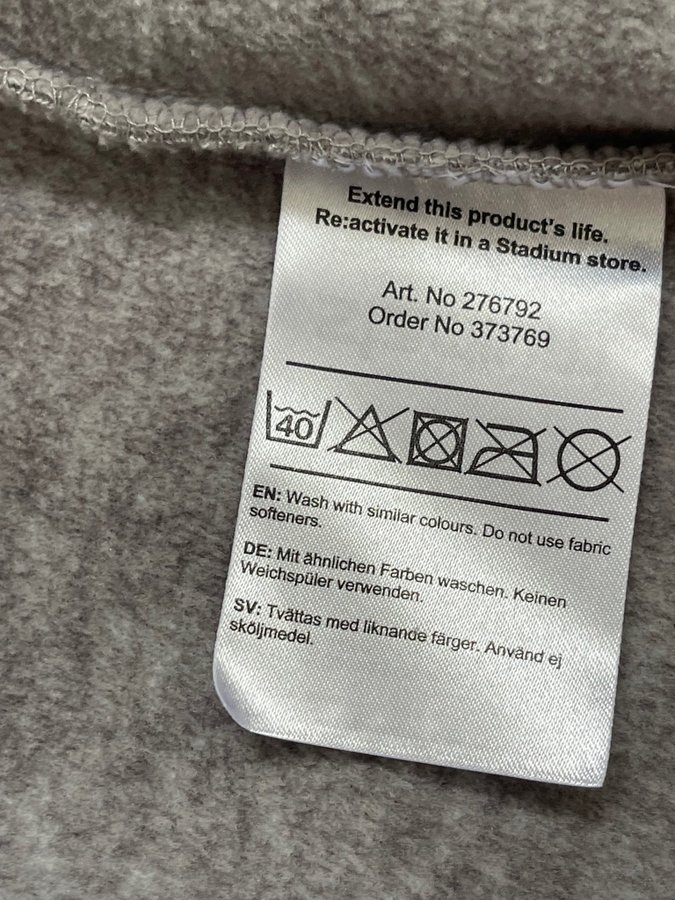 Extend this product's life.
Re:activate it in a Stadium store.
Art. No 276792
Order No 373769
40
EN: Wash with similar colours. Do not use fabric
softeners.
DE: Mit ähnlichen Farben waschen. Keinen
Weichspüler verwenden.
SV: Tvättas med liknande färger. Använd ej
sköljmedel.